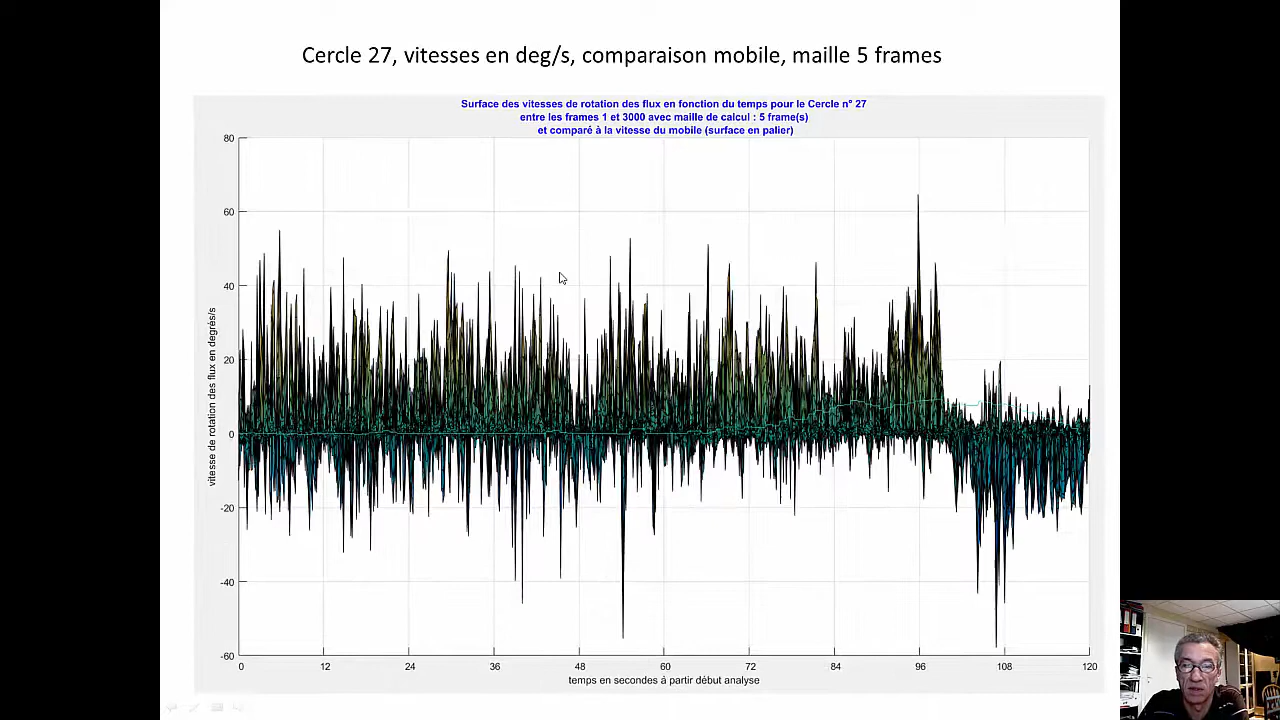 Cercle 27, vitesses en deg/s, comparaison mobile, maille 5 frames
Surface des vitesses de rotation des flux en fonction du temps pour le Cercle n° 27
entre les frames 1 et 3000 avec maille de calcul : 5 frame(s)
et comparé à la vitesse du mobile (surface en palier)
80
60
40
20
0
-20
-40
-60
vitesse de rotation des flux en degrés/s
0 12 24 36 48 60 72 84 96 108 120
temps en secondes à partir début analyse